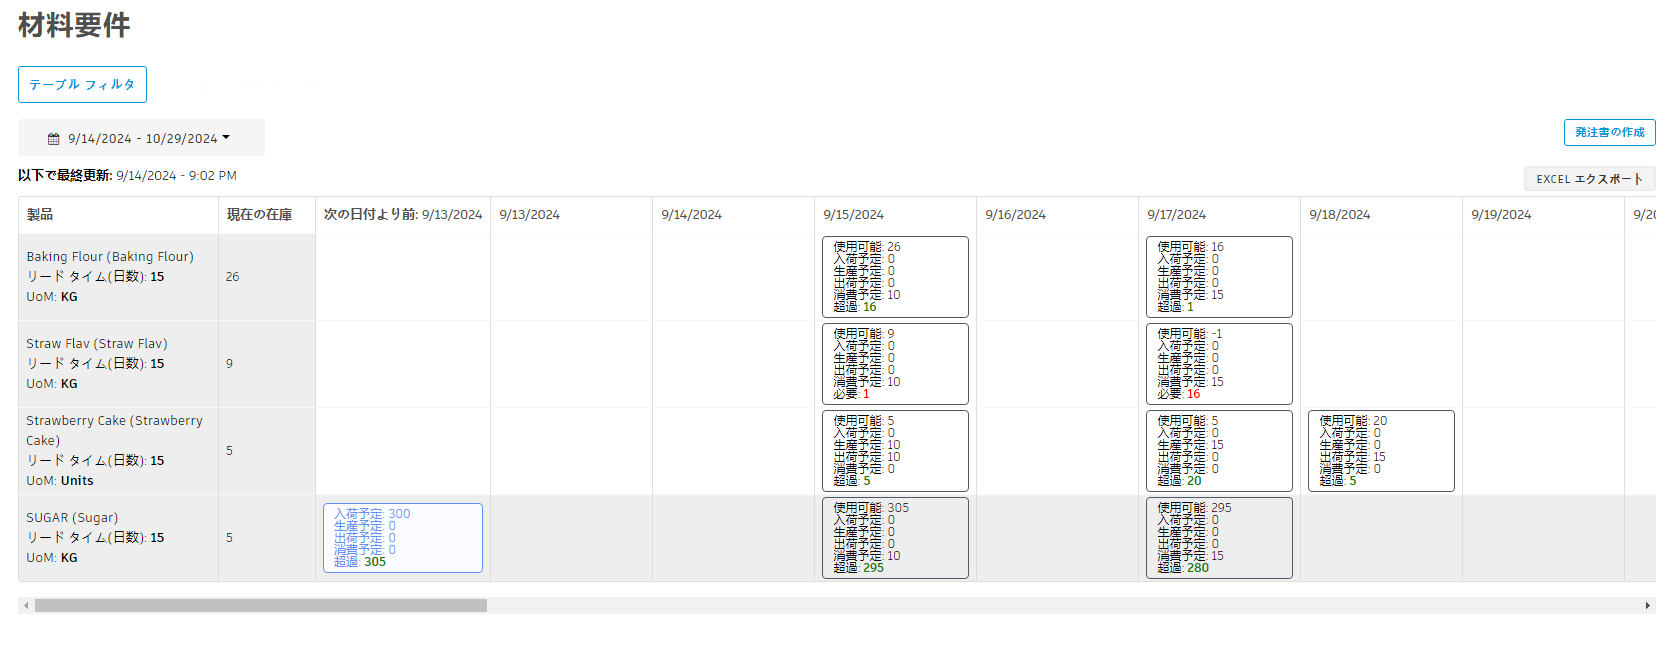 材料要件
テーブル フィルタ
9/14/2024 - 10/29/2024
発注書の作成
以下で最終更新: 9/14/2024 - 9:02 PM
EXCEL エクスポート
製品 現在の在庫 次の日付より前: 9/13/2024 9/13/2024 9/14/2024 9/15/2024 9/16/2024 9/17/2024 9/18/2024 9/19/2024 9/20
Baking Flour (Baking Flour)
リード タイム(日数): 15
UoM: KG
26
使用可能: 26
入荷予定: 0
生産予定: 0
出荷予定: 0
消費予定: 10
超過: 16
使用可能: 16
入荷予定: 0
生産予定: 0
出荷予定: 0
消費予定: 15
超過: 1
Straw Flav (Straw Flav)
リード タイム(日数): 15
UoM: KG
9
使用可能: 9
入荷予定: 0
生産予定: 0
出荷予定: 0
消費予定: 10
必要: 1
使用可能: -1
入荷予定: 0
生産予定: 0
出荷予定: 0
消費予定: 15
必要: 16
Strawberry Cake (Strawberry
Cake)
リード タイム(日数): 15
UoM: Units
5
使用可能: 5
入荷予定: 0
生産予定: 10
出荷予定: 10
消費予定: 0
超過: 5
使用可能: 5
入荷予定: 0
生産予定: 15
出荷予定: 0
消費予定: 0
超過: 20
使用可能: 20
入荷予定: 0
生産予定: 0
出荷予定: 15
消費予定: 0
超過: 5
SUGAR (Sugar)
リード タイム(日数): 15
UoM: KG
5
入荷予定: 300
生産予定: 0
出荷予定: 0
消費予定: 0
超過: 305
使用可能: 305
入荷予定: 0
生産予定: 0
出荷予定: 0
消費予定: 10
超過: 295
使用可能: 295
入荷予定: 0
生産予定: 0
出荷予定: 0
消費予定: 15
超過: 280